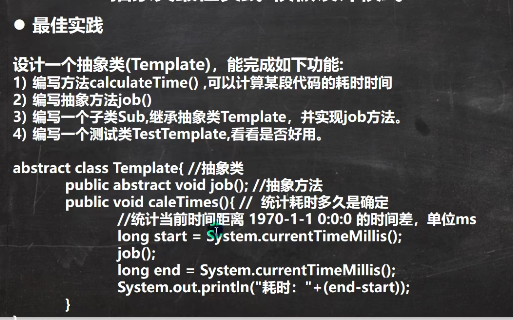 ● 最佳实践
设计一个抽象类(Template)，能完成如下功能:
1) 编写方法calculateTime() ,可以计算某段代码的耗时时间
2) 编写抽象方法job()
3) 编写一个子类Sub,继承抽象类Template，并实现job方法。
4) 编写一个测试类TestTemplate,看看是否好用。
abstract class Template{ //抽象类
public abstract void job(); //抽象方法
public void caleTimes(){ // 统计耗时多久是确定
//统计当前时间距离 1970-1-1 0:0:0 的时间差，单位ms
long start = System.currentTimeMillis();
job();
long end = System.currentTimeMillis();
System.out.println("耗时："+(end-start));
}